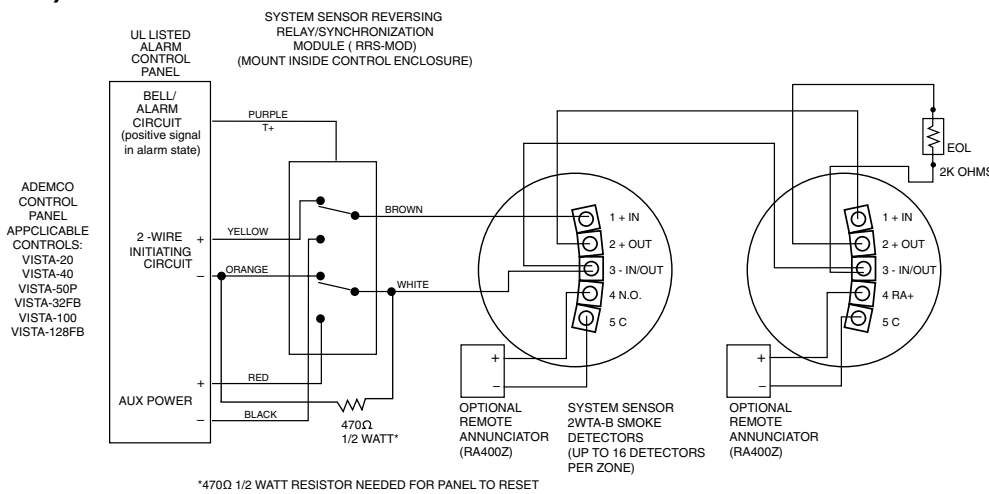 SYSTEM SENSOR REVERSING
RELAY/SYNCHRONIZATION
MODULE ( RRS-MOD)
(MOUNT INSIDE CONTROL ENCLOSURE)
UL LISTED
ALARM
CONTROL
PANEL
BELL/
ALARM
CIRCUIT
(positive signal
in alarm state)
PURPLE
T+
ADEMCO
CONTROL
PANEL
APPCLICABLE
CONTROLS:
VISTA-20
VISTA-40
VISTA-50P
VISTA-32FB
VISTA-100
VISTA-128FB
2 -WIRE
INITIATING
CIRCUIT
+
–
YELLOW
ORANGE
BROWN
WHITE
AUX POWER
+
–
RED
BLACK
470Ω
1/2 WATT*
1 + IN
2 + OUT
3 - IN/OUT
4 N.O.
5 C
+
–
OPTIONAL
REMOTE
ANNUNCIATOR
(RA400Z)
SYSTEM SENSOR
2WTA-B SMOKE
DETECTORS
(UP TO 16 DETECTORS
PER ZONE)
EOL
2K OHMS
1 + IN
2 + OUT
3 - IN/OUT
4 RA+
5 C
+
–
OPTIONAL
REMOTE
ANNUNCIATOR
(RA400Z)
*470Ω 1/2 WATT RESISTOR NEEDED FOR PANEL TO RESET